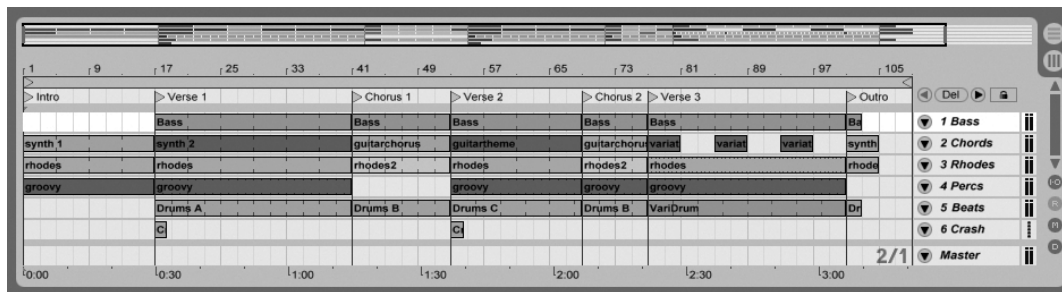 1 9 17 25 33 41 49 57 65 73 81 89 97 105
Intro Verse 1 Chorus 1 Verse 2 Chorus 2 Verse 3 Outro Del
Bass Bass Bass Bass Bass Ba 1 Bass
synth 1 synth 2 guitarchorus guitartheme guitarchorus variat variat variat synth 2 Chords
rhodes rhodes rhodes2 rhodes rhodes2 rhodes rhode 3 Rhodes
groovy groovy groovy groovy groovy 4 Percs
Drums A Drums B Drums C Drums B VariDrum Dr 5 Beats
C 6 Crash
2/1 Master
0:00 0:30 1:00 1:30 2:00 2:30 3:00
I·O
R
M
D